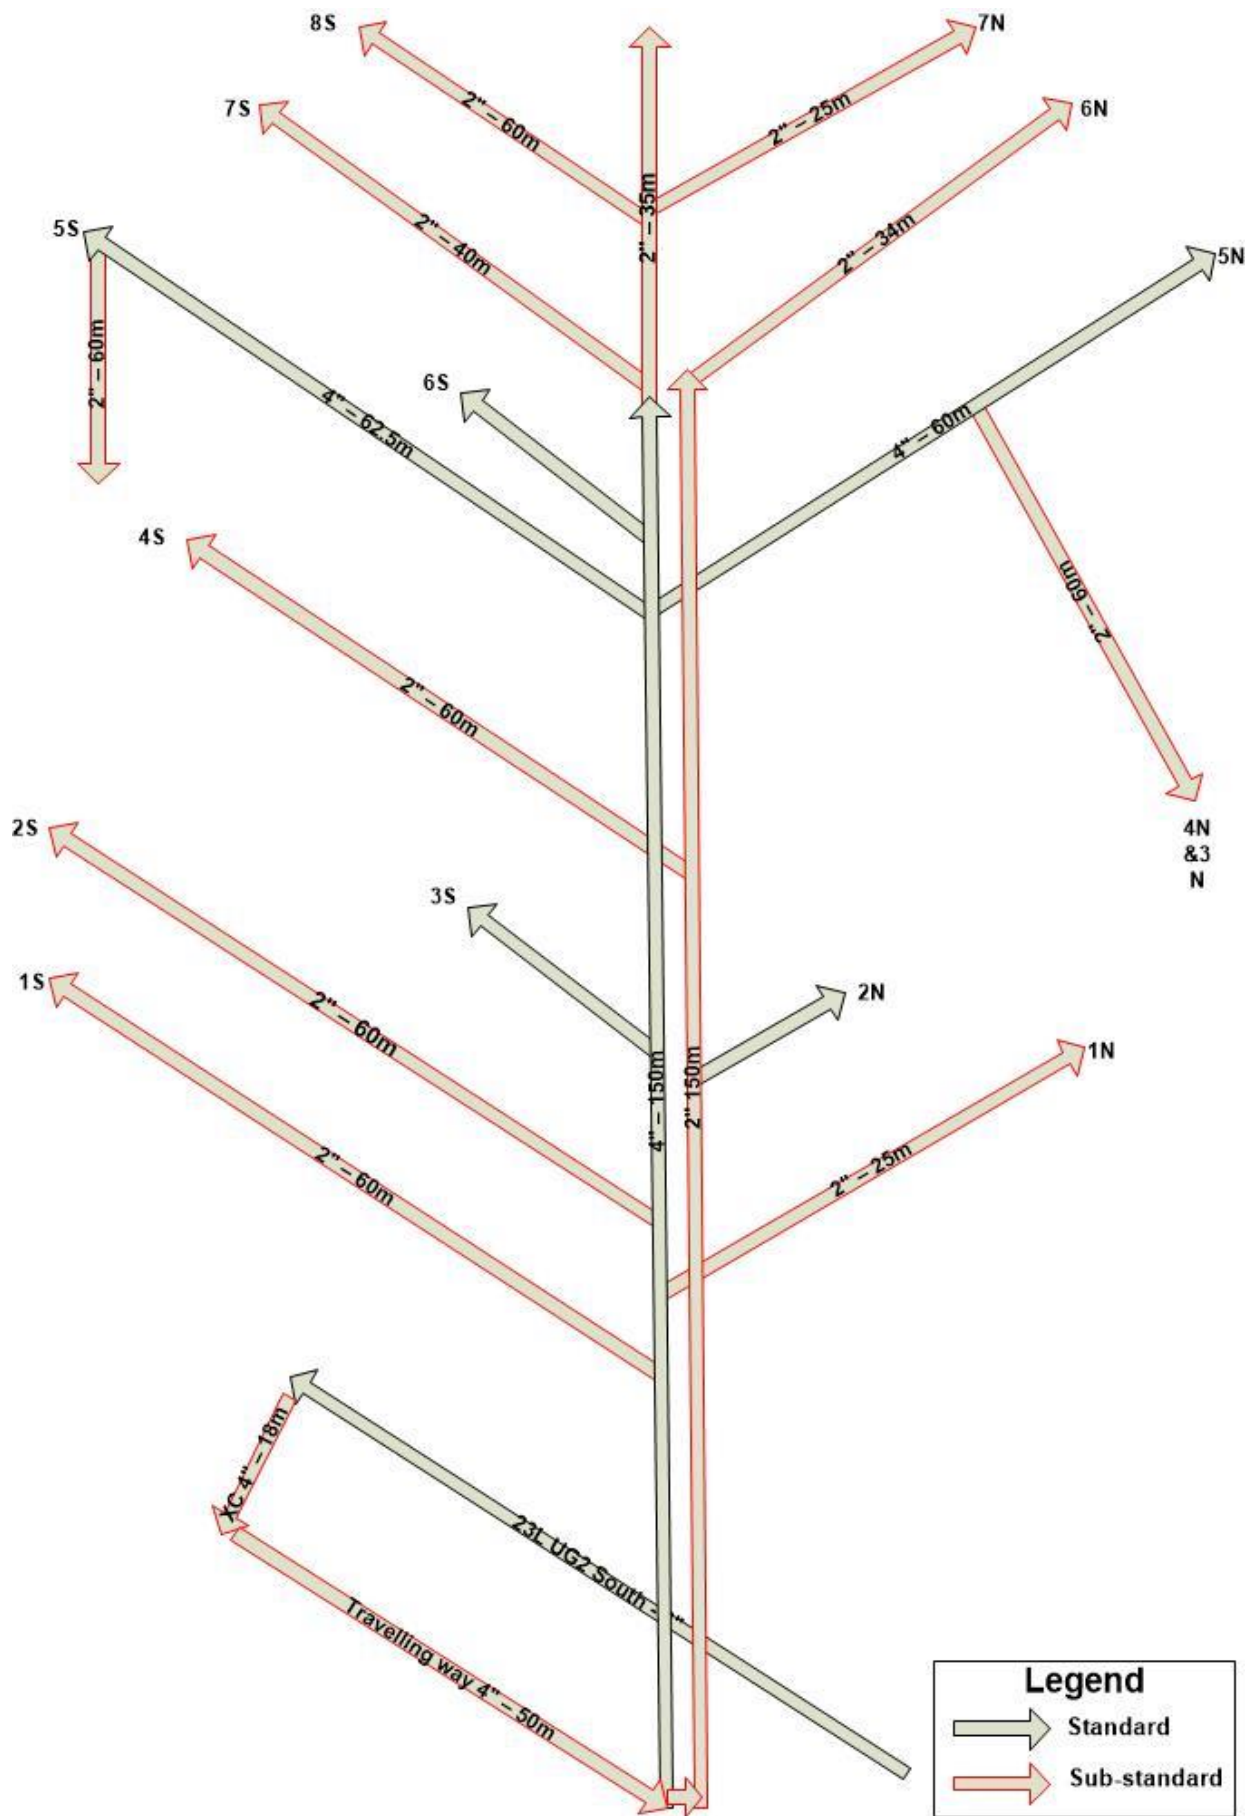 8S
7N
7S
6N
2" – 60m
2" – 25m
2" – 35m
5S
2" – 40m
2" – 34m
5N
2" – 60m
6S
4" – 62.5m
4" – 60m
4S
2" – 60m
2" – 60m
4N
&3
N
2S
3S
1S
2N
2" – 60m
4" – 150m
2" 150m
1N
2" – 60m
2" – 25m
XC 4" – 18m
23L UG2 South –
Travelling way 4" – 50m
Legend
Standard
Sub-standard